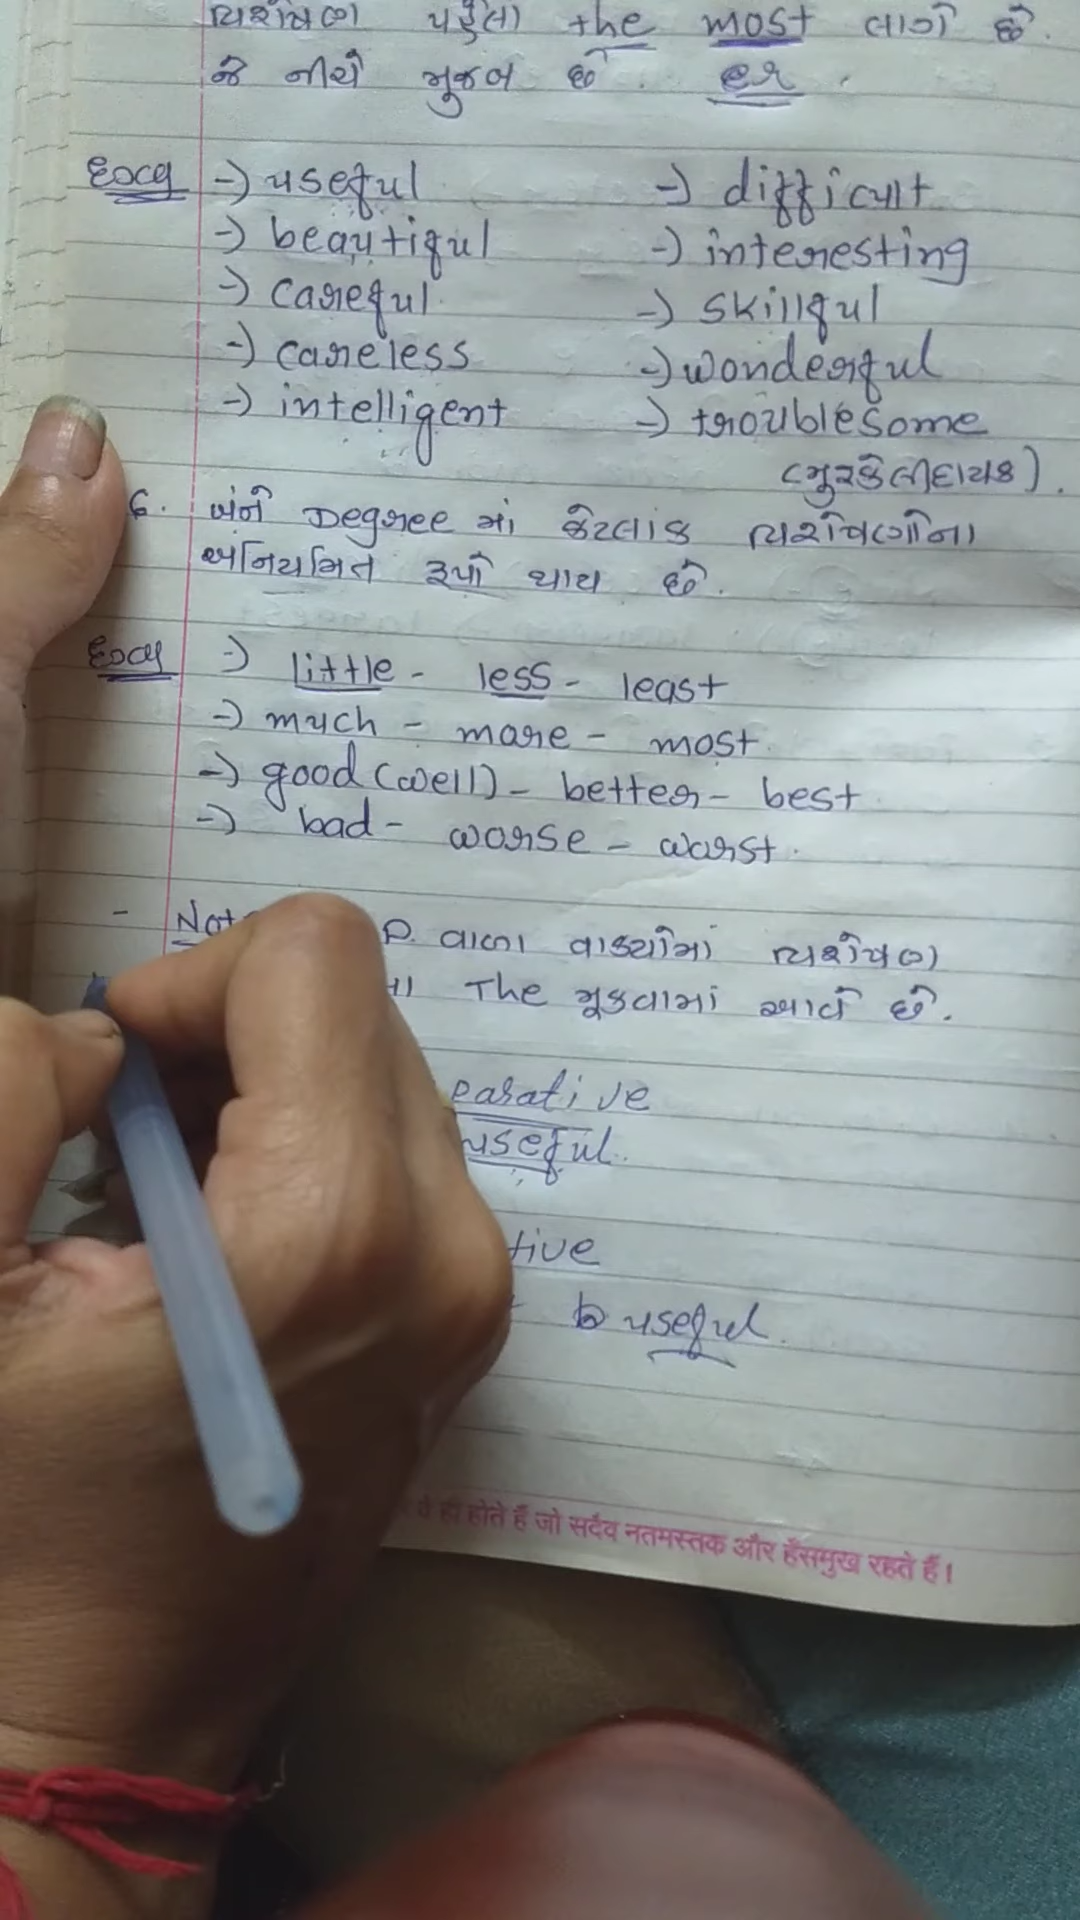 વિશેષણ પહેલા the most લાગે છે.
જે નીચે મુજબ છે. er.
Eg → useful → difficult
→ beautiful → interesting
→ careful → skillful
→ careless → wonderful
→ intelligent → troublesome
(મુશ્કેલીદાયક).
6. બંને Degree માં કેટલાંક વિશેષણોના
અનિયમિત રૂપો થાય છે.
→ little - less - least
→ much - more - most.
→ good (well) - better - best
→ bad - worse - worst.
- D. વાળા વાક્યોમાં વિશેષણ
The મૂકવામાં આવે છે.
parative
useful.
tive
useful.
होते हैं जो सदैव नतमस्तक और हँसमुख रहते हैं।